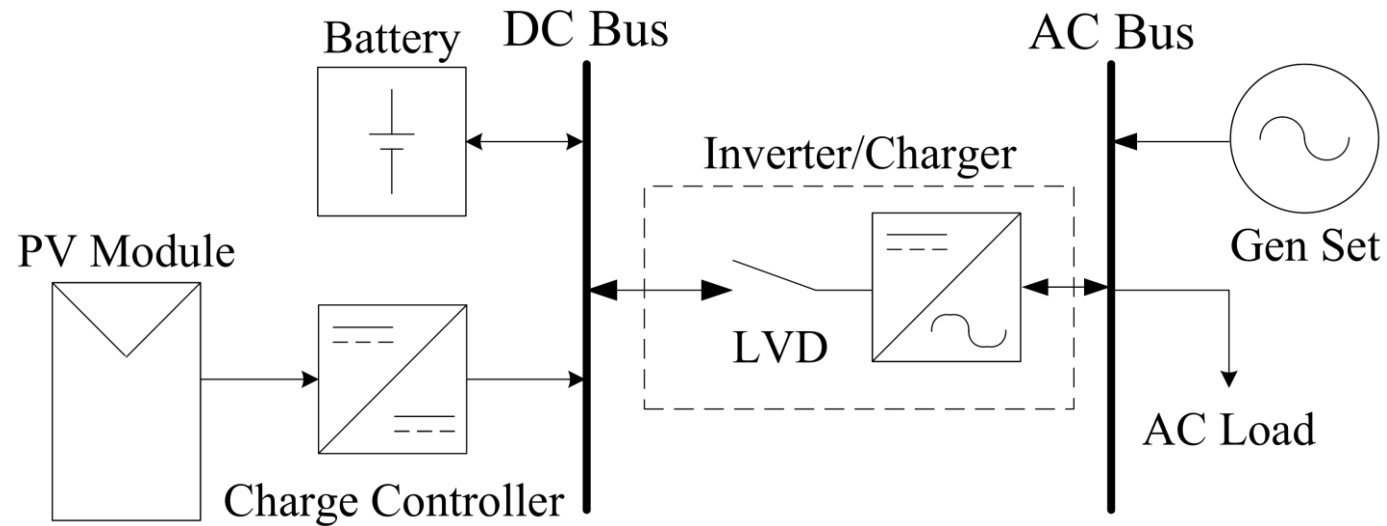 Battery
DC Bus
AC Bus
Inverter/Charger
PV Module
Gen Set
LVD
AC Load
Charge Controller